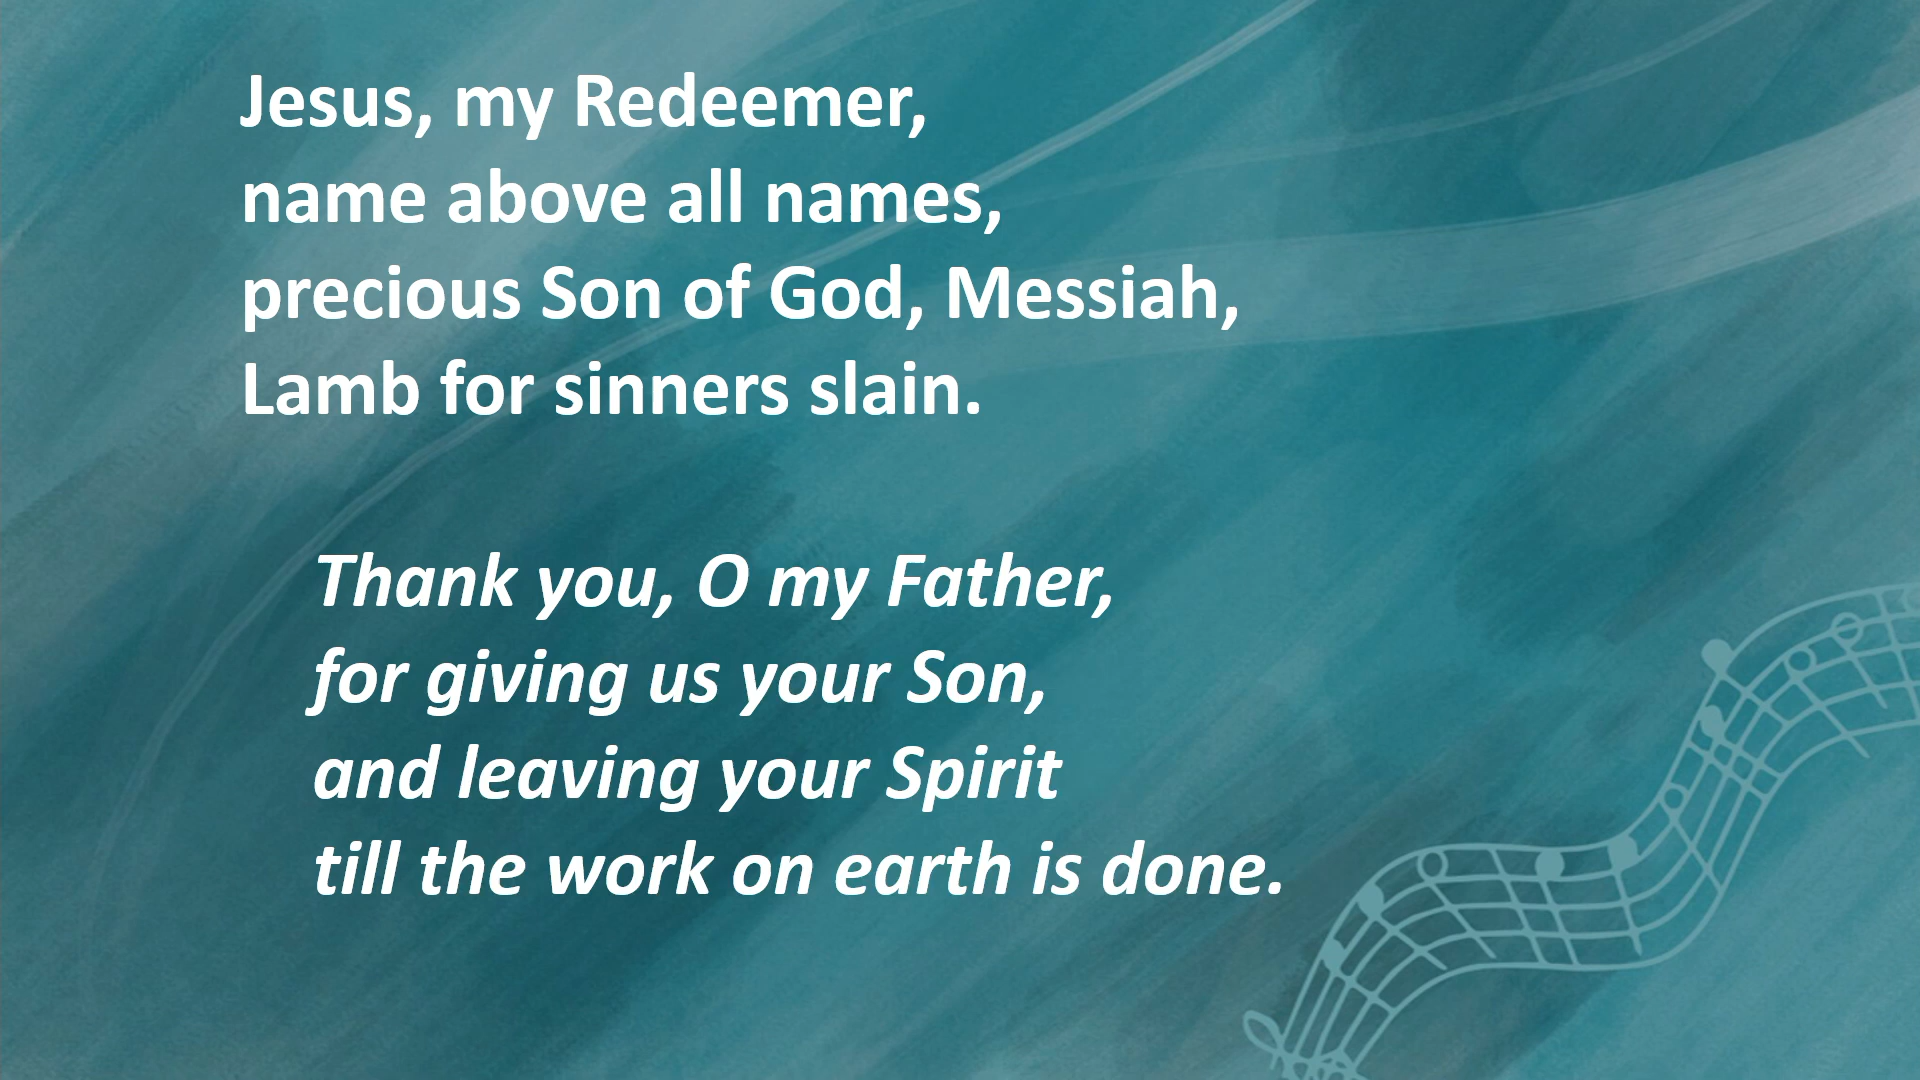 Jesus, my Redeemer,
name above all names,
precious Son of God, Messiah,
Lamb for sinners slain.
Thank you, O my Father,
for giving us your Son,
and leaving your Spirit
till the work on earth is done.